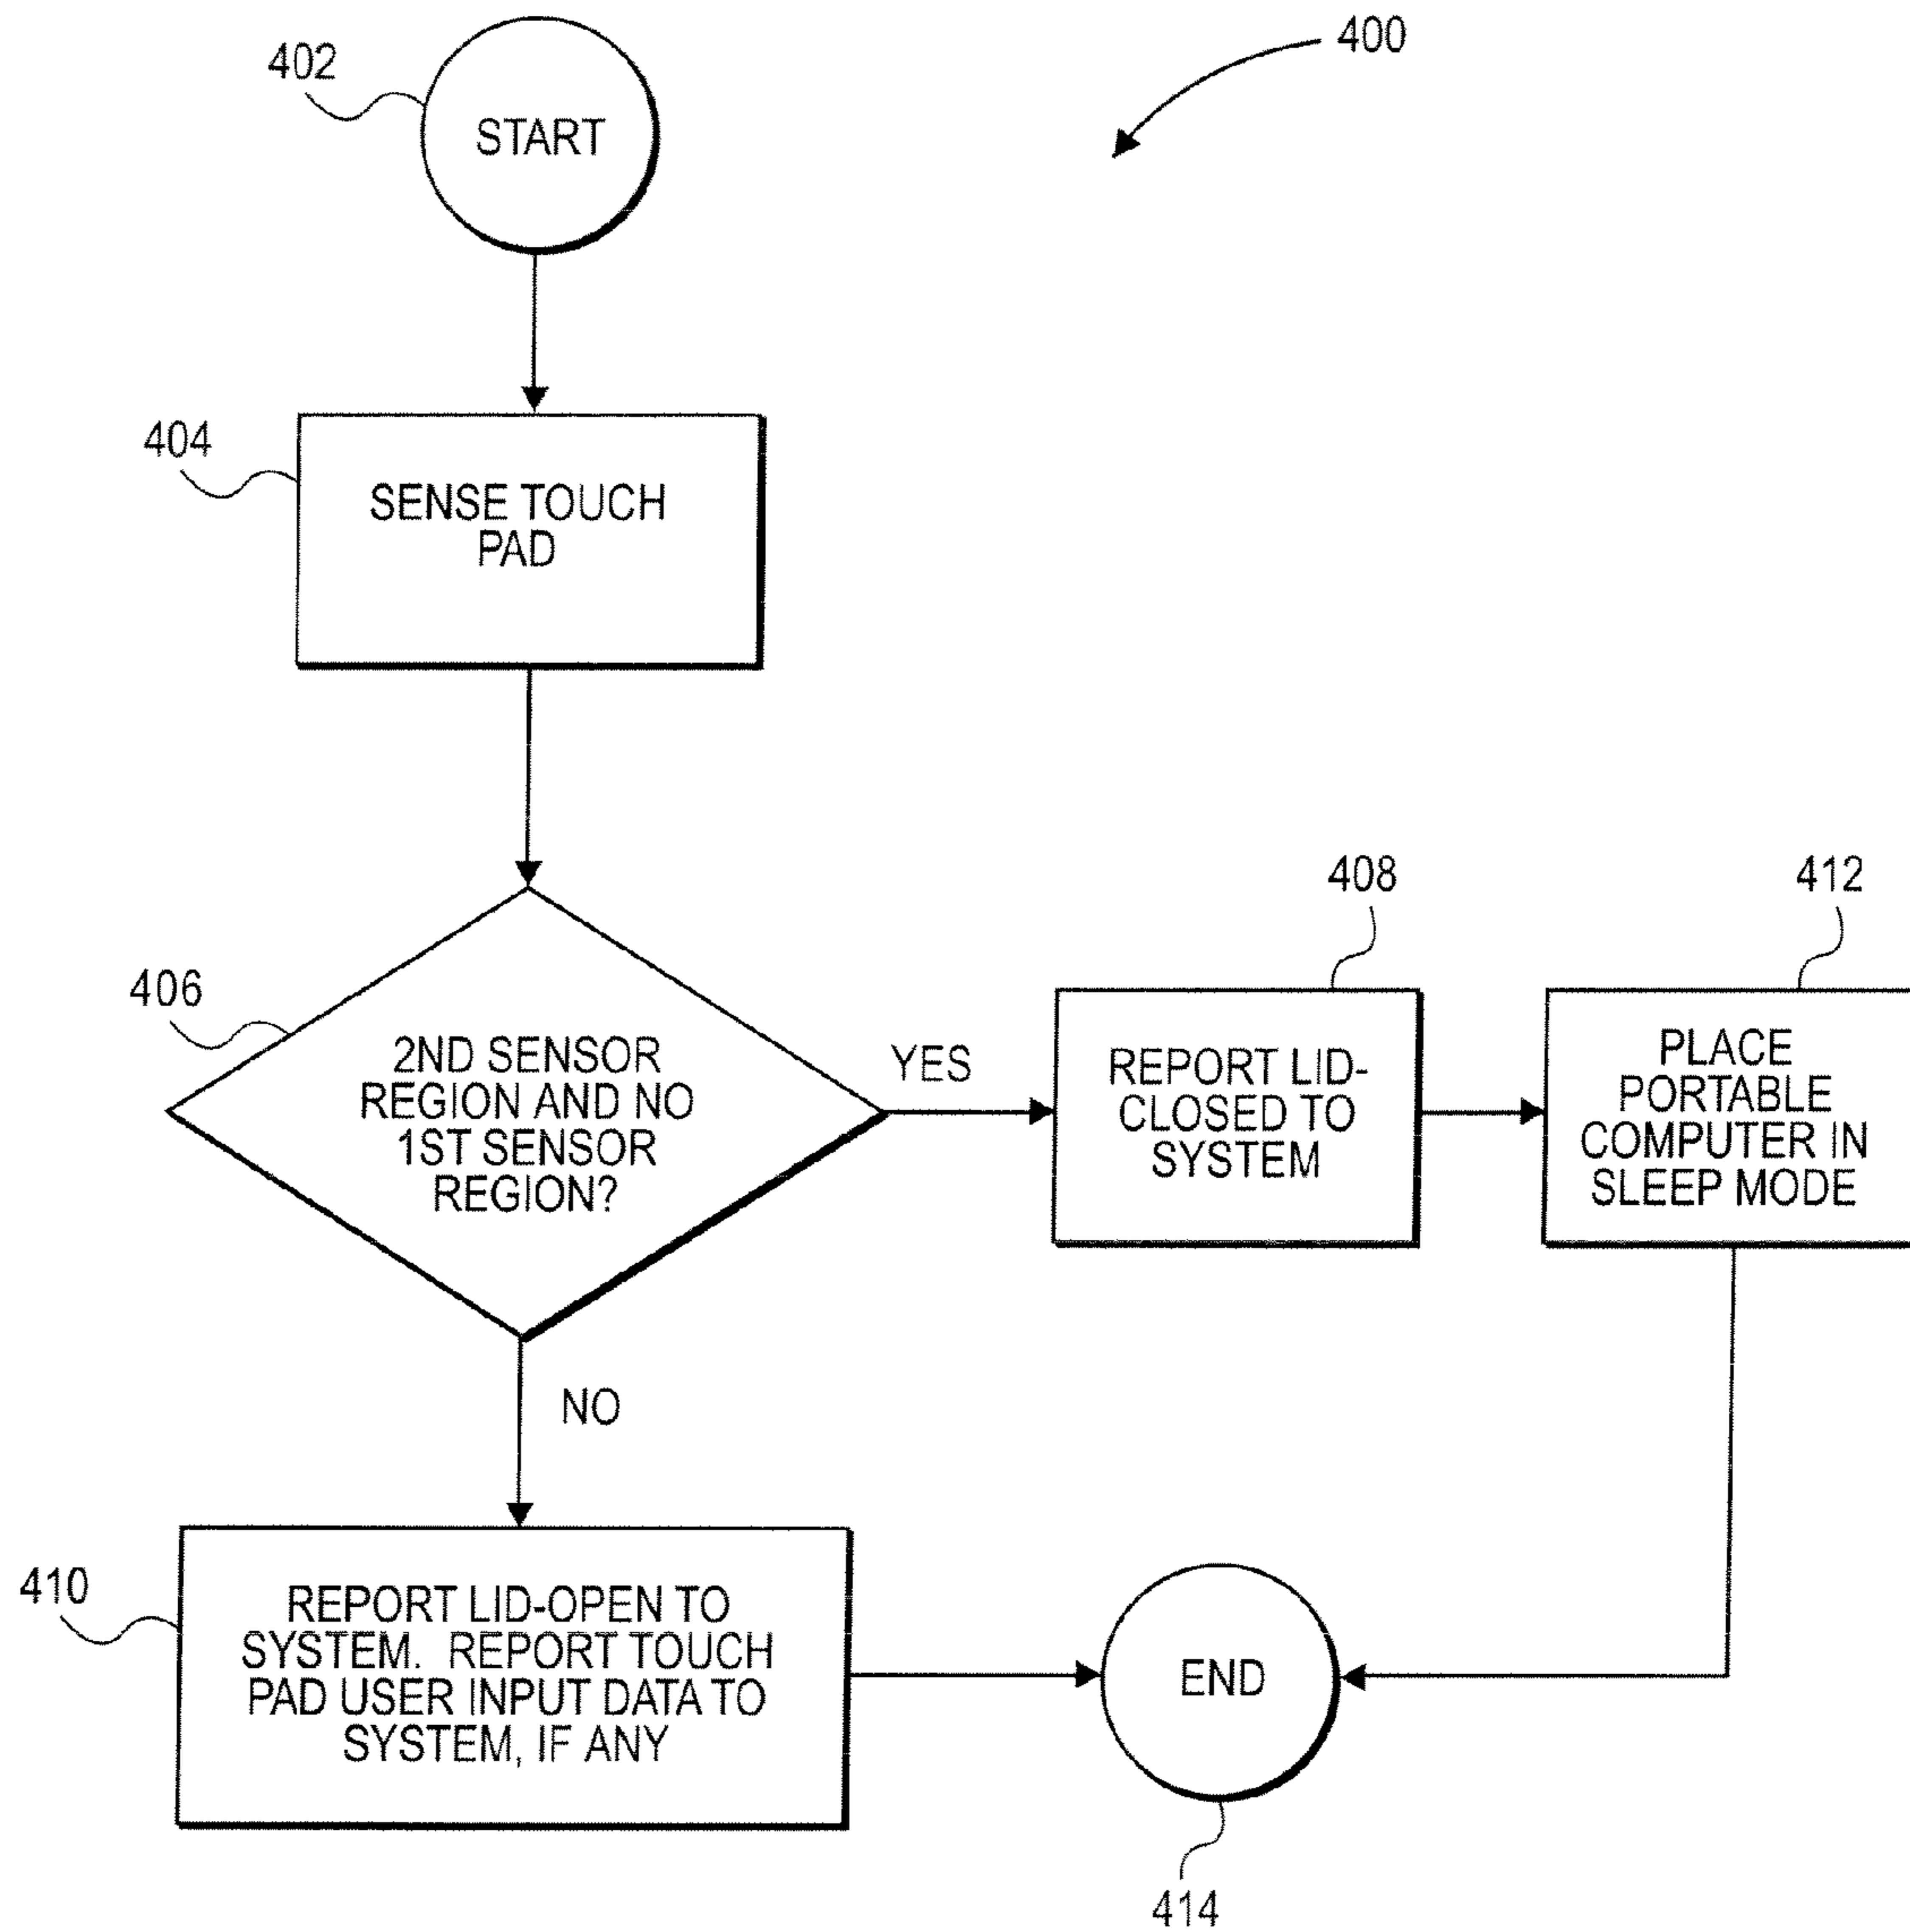 400
402
START
404
SENSE TOUCH
PAD
406
2ND SENSOR
REGION AND NO
1ST SENSOR
REGION?
YES
408
REPORT LID-
CLOSED TO
SYSTEM
412
PLACE
PORTABLE
COMPUTER IN
SLEEP MODE
NO
410
REPORT LID-OPEN TO
SYSTEM. REPORT TOUCH
PAD USER INPUT DATA TO
SYSTEM, IF ANY
END
414